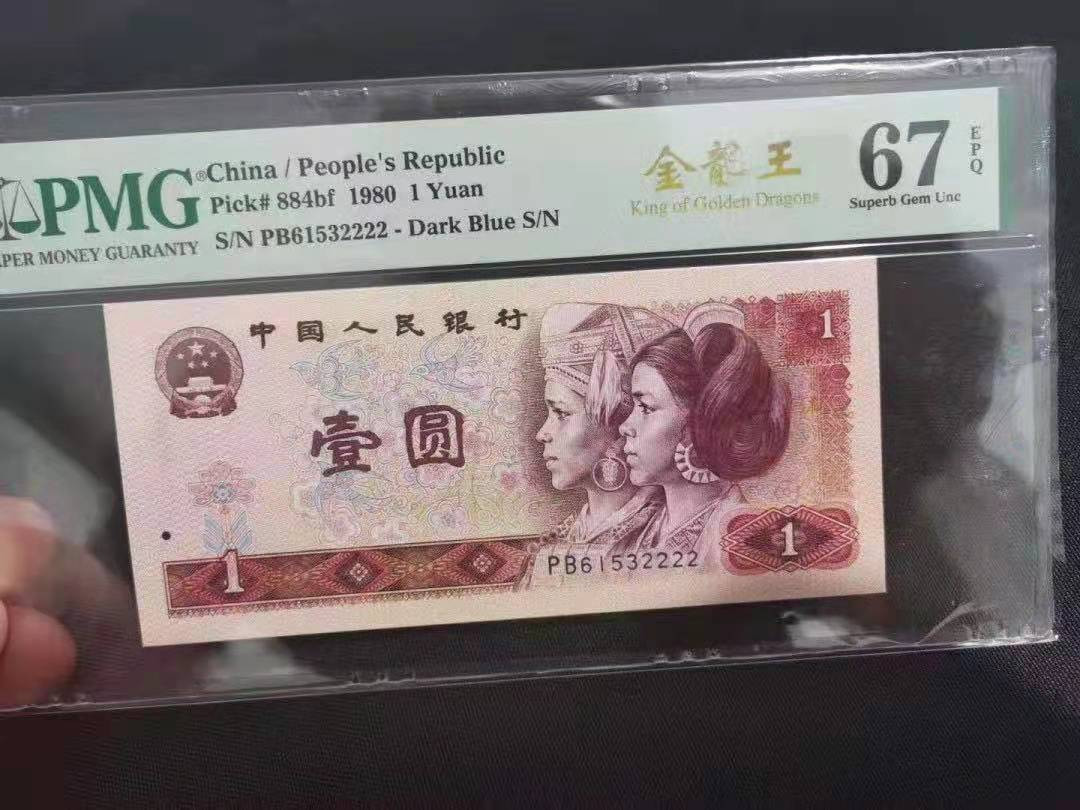 PMG®
PER MONEY GUARANTY
China / People's Republic
Pick# 884bf 1980 1 Yuan
S/N PB61532222 - Dark Blue S/N
金龍王
King of Golden Dragons
67
EPQ
Superb Gem Unc
中国人民银行
1
壹圆
PB61532222
1
1